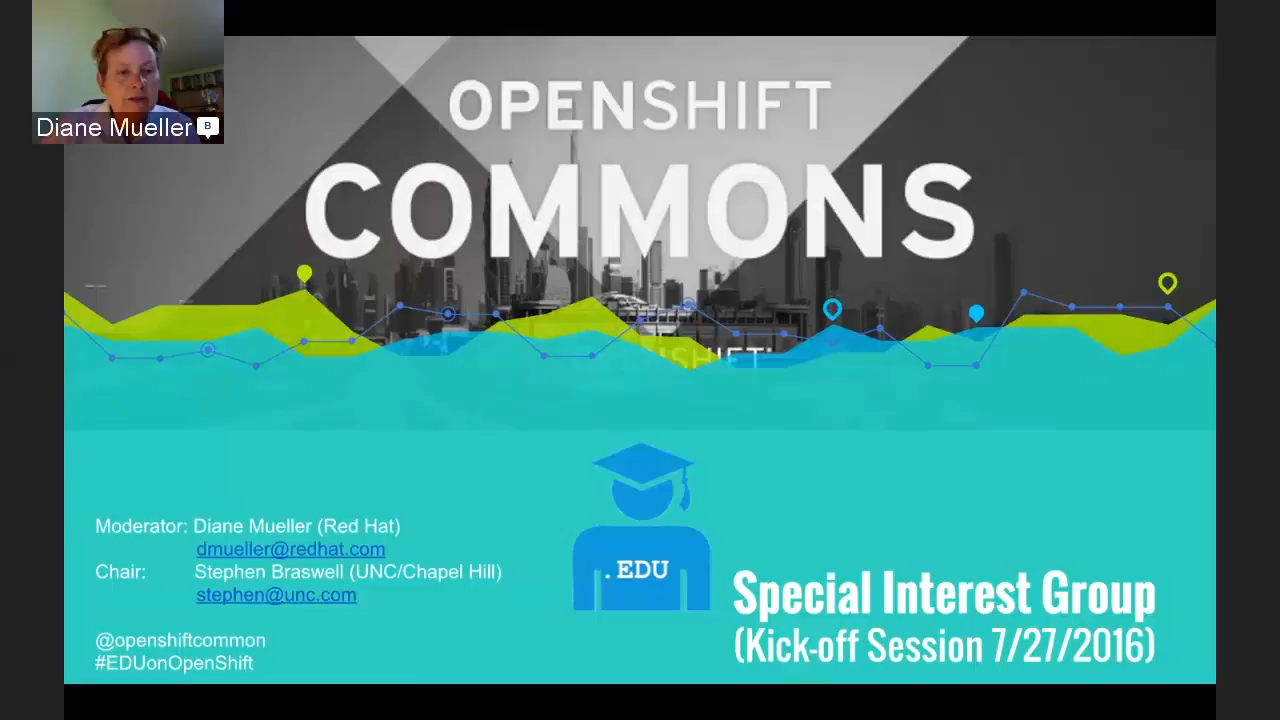 Diane Mueller
B
OPENSHIFT
COMMONS
NSHIFT
.EDU
Moderator: Diane Mueller (Red Hat)
dmueller@redhat.com
Chair: Stephen Braswell (UNC/Chapel Hill)
stephen@unc.com
@openshiftcommon
#EDUonOpenShift
Special Interest Group
(Kick-off Session 7/27/2016)